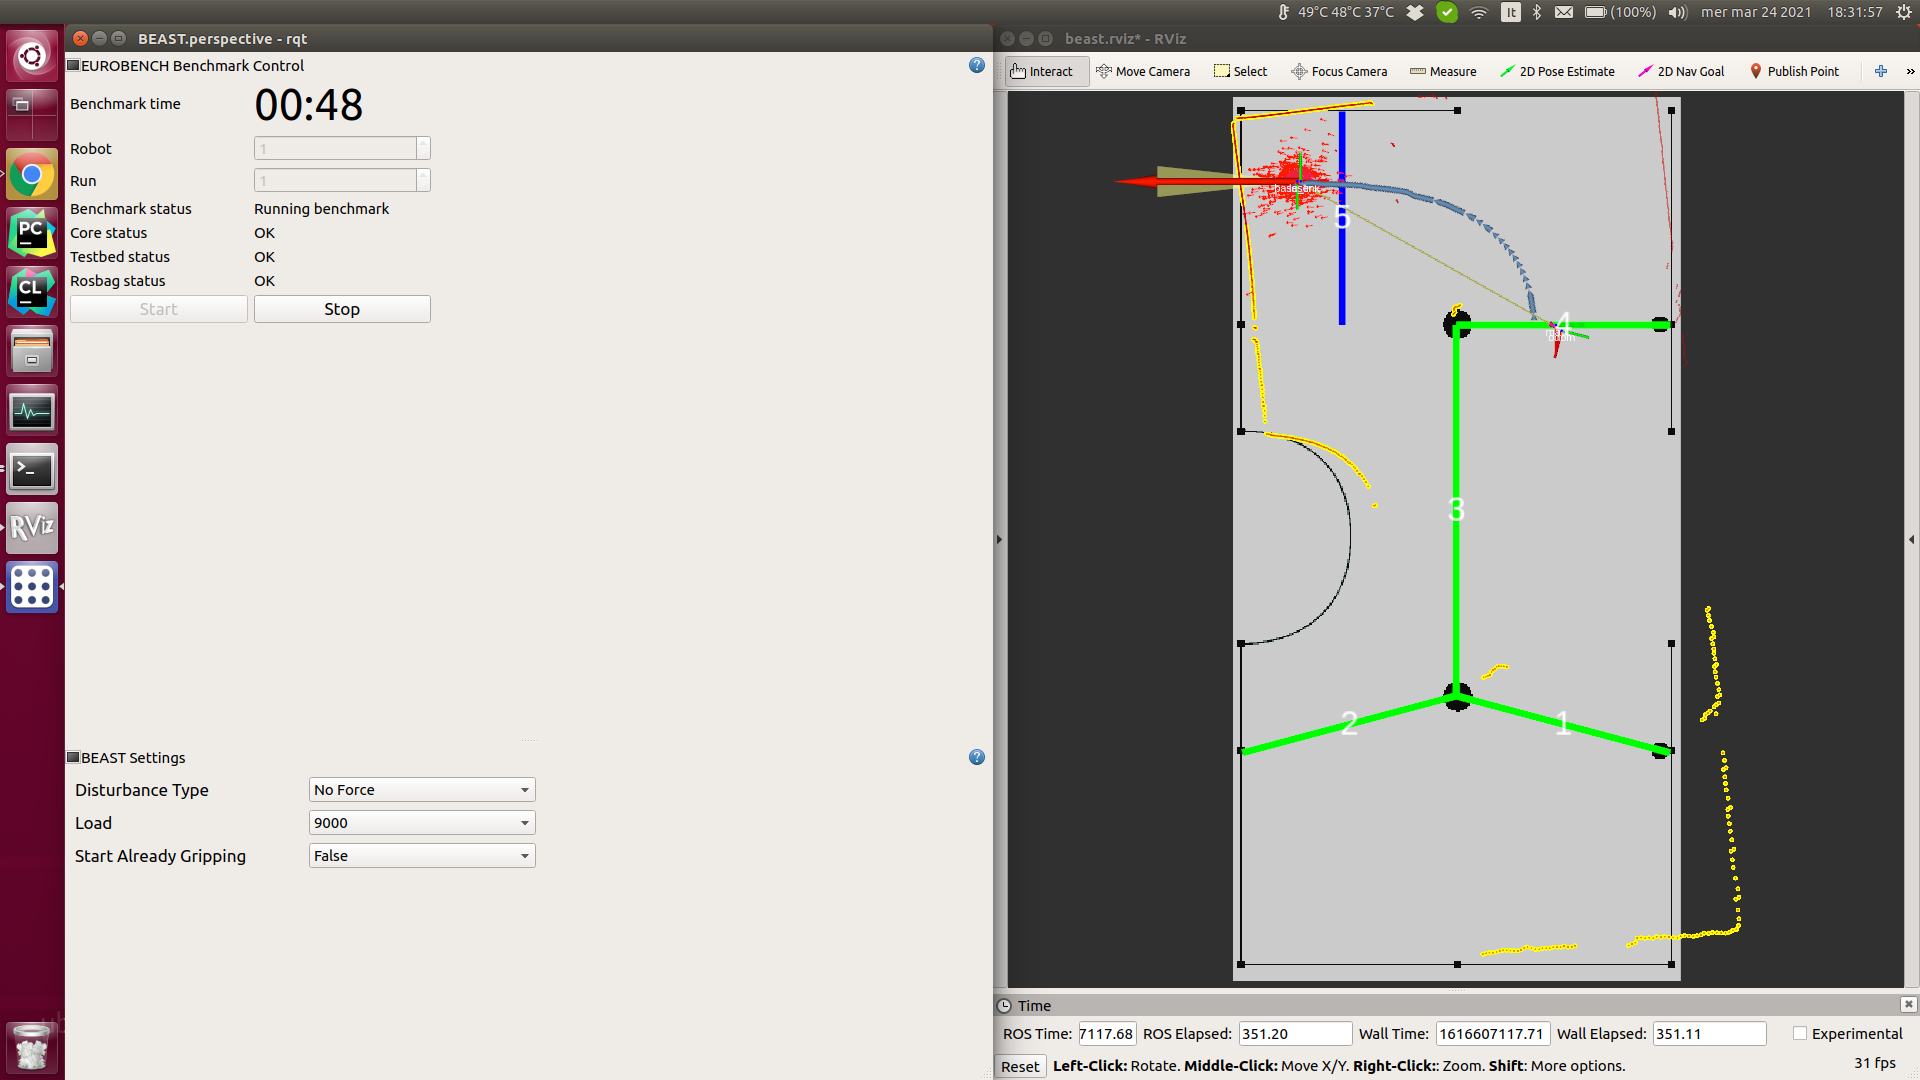 49°C 48°C 37°C It (100%) mer mar 24 2021 18:31:57
BEAST.perspective - rqt
EUROBENCH Benchmark Control
Benchmark time 00:48
Robot 1
Run 1
Benchmark status Running benchmark
Core status OK
Testbed status OK
Rosbag status OK
Start Stop
BEAST Settings
Disturbance Type No Force
Load 9000
Start Already Gripping False
PC
CL
>_
RViz
beast.rviz* - RViz
Interact Move Camera Select Focus Camera Measure 2D Pose Estimate 2D Nav Goal Publish Point
5
4
odom
3
2
1
Time
ROS Time: 7117.68 ROS Elapsed: 351.20 Wall Time: 1616607117.71 Wall Elapsed: 351.11 Experimental
Reset Left-Click: Rotate. Middle-Click: Move X/Y. Right-Click:: Zoom. Shift: More options. 31 fps